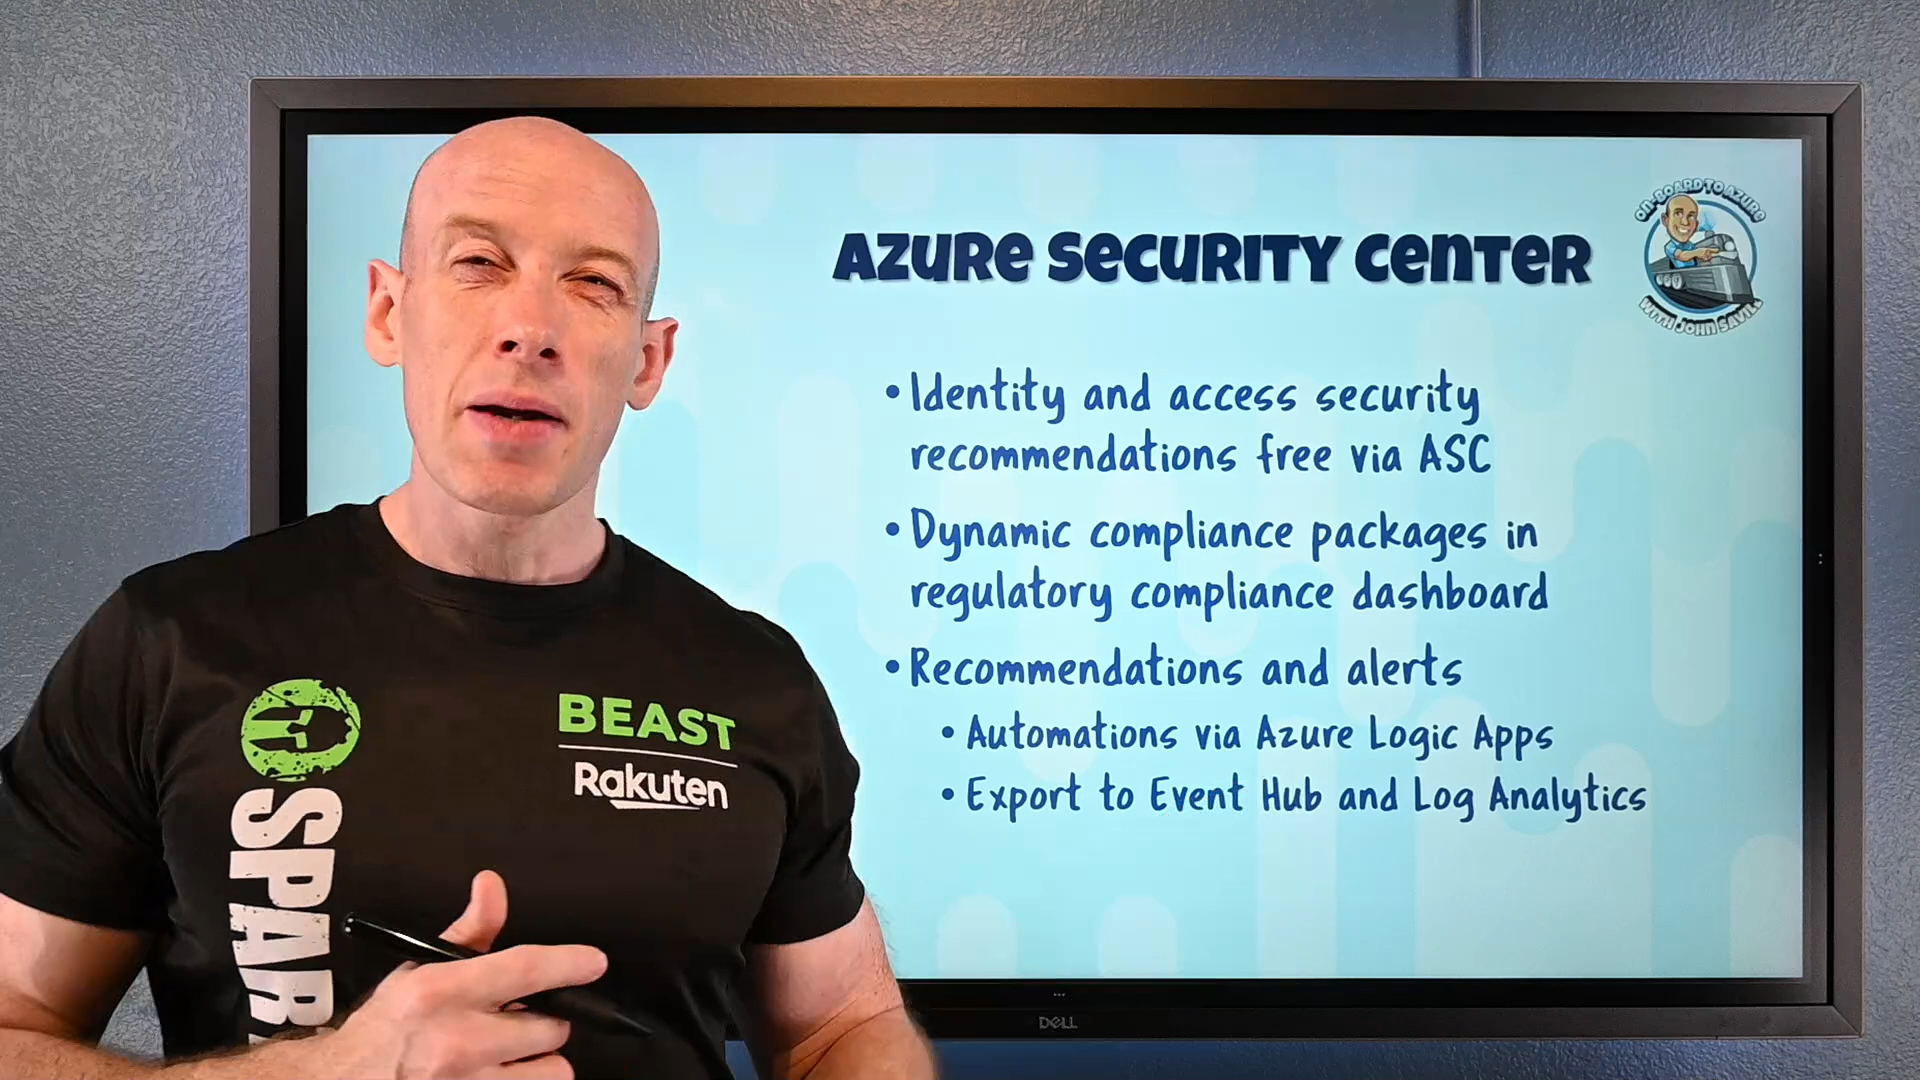 AZURE SECURITY CENTER
ON-BOARD TO AZURE
WITH JOHN SAVILL
•Identity and access security
recommendations free via ASC
•Dynamic compliance packages in
regulatory compliance dashboard
•Recommendations and alerts
•Automations via Azure Logic Apps
•Export to Event Hub and Log Analytics
BEAST
Rakuten
SPAR
DELL